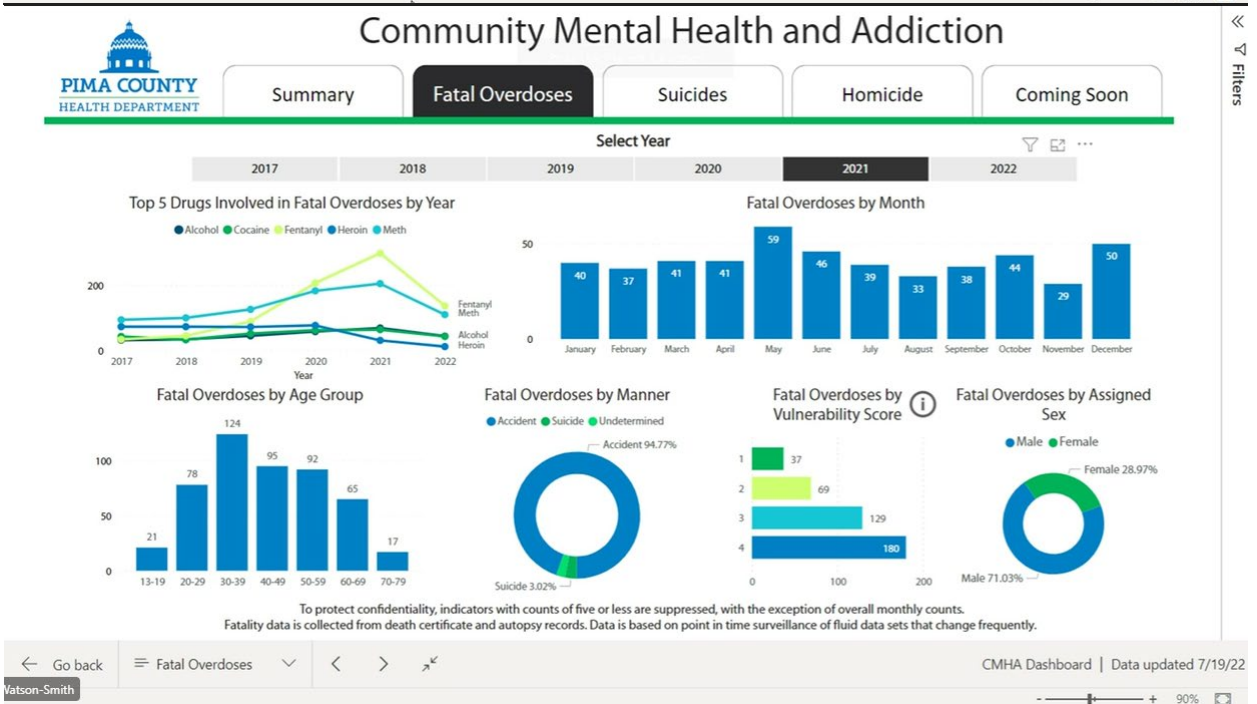 Community Mental Health and Addiction
PIMA COUNTY
HEALTH DEPARTMENT
Summary
Fatal Overdoses
Suicides
Homicide
Coming Soon
Filters
Select Year
2017 2018 2019 2020 2021 2022
Top 5 Drugs Involved in Fatal Overdoses by Year
Alcohol Cocaine Fentanyl Heroin Meth
200
0
Fentanyl
Meth
Alcohol
Heroin
2017 2018 2019 2020 2021 2022
Year
Fatal Overdoses by Month
50
0
40 37 41 41 59 46 39 33 38 44 29 50
January February March April May June July August September October November December
Fatal Overdoses by Age Group
100
50
0
21 78 124 95 92 65 17
13-19 20-29 30-39 40-49 50-59 60-69 70-79
Fatal Overdoses by Manner
Accident Suicide Undetermined
Accident 94.77%
Suicide 3.02%
Fatal Overdoses by
Vulnerability Score
1 37
2 69
3 129
4 180
0 100 200
Fatal Overdoses by Assigned
Sex
Male Female
Female 28.97%
Male 71.03%
To protect confidentiality, indicators with counts of five or less are suppressed, with the exception of overall monthly counts.
Fatality data is collected from death certificate and autopsy records. Data is based on point in time surveillance of fluid data sets that change frequently.
Go back
Fatal Overdoses
CMHA Dashboard | Data updated 7/19/22
Watson-Smith
- + 90%